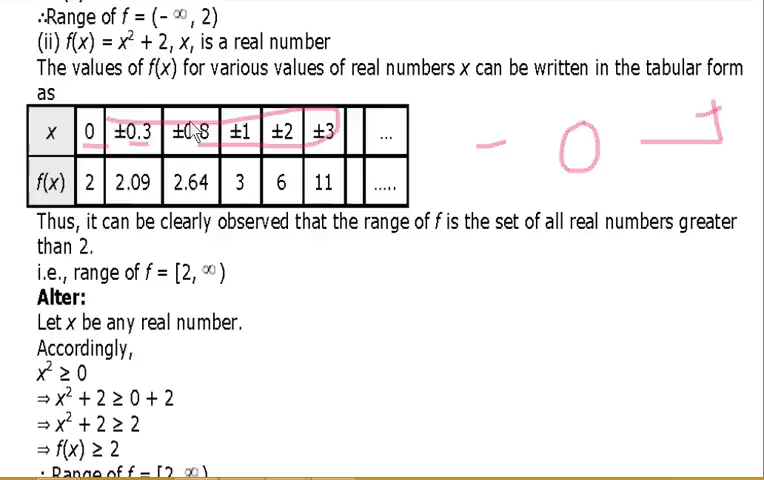 ∴Range of f = (– ∞, 2)
(ii) f(x) = x² + 2, x, is a real number
The values of f(x) for various values of real numbers x can be written in the tabular form
as
x 0 ±0.3 ±0.8 ±1 ±2 ±3 ...
f(x) 2 2.09 2.64 3 6 11 .....
Thus, it can be clearly observed that the range of f is the set of all real numbers greater
than 2.
i.e., range of f = [2, ∞)
Alter:
Let x be any real number.
Accordingly,
x² ≥ 0
⇒ x² + 2 ≥ 0 + 2
⇒ x² + 2 ≥ 2
⇒ f(x) ≥ 2
∴ Range of f = [2, ∞)
- 0 +